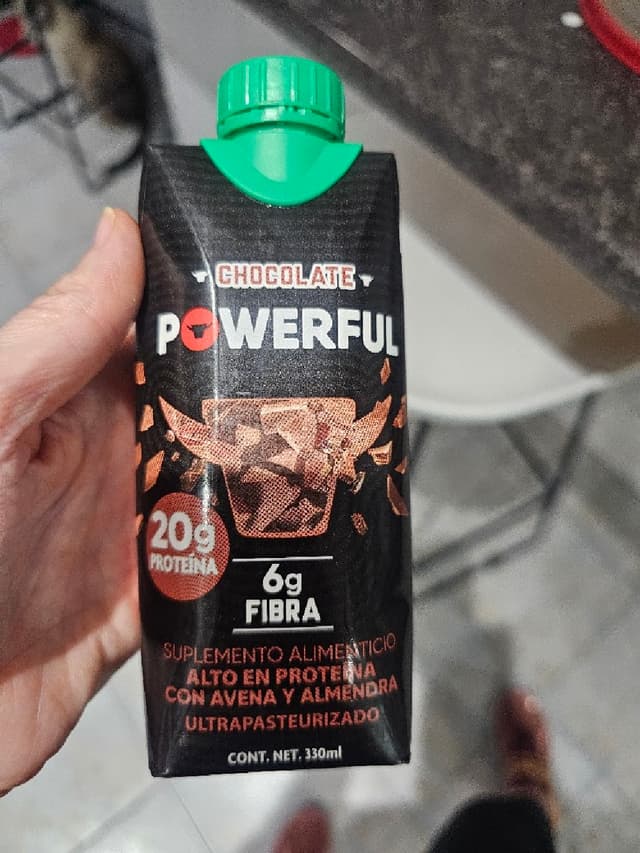 CHOCOLATE
POWERFUL
20g
PROTEÍNA
6g
FIBRA
SUPLEMENTO ALIMENTICIO
ALTO EN PROTEÍNA
CON AVENA Y ALMENDRA
ULTRAPASTEURIZADO
CONT. NET. 330ml